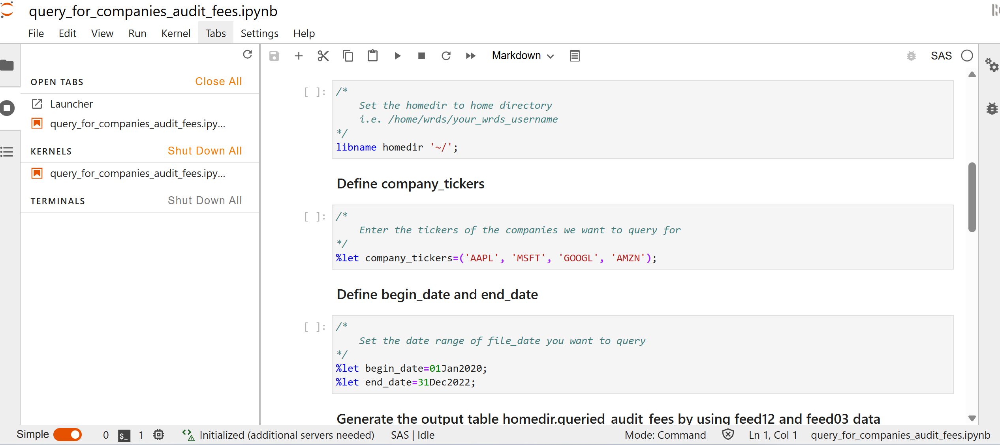 query_for_companies_audit_fees.ipynb
File Edit View Run Kernel Tabs Settings Help
OPEN TABS Close All
Launcher
query_for_companies_audit_fees.ipy...
KERNELS Shut Down All
query_for_companies_audit_fees.ipy...
TERMINALS Shut Down All
Markdown
SAS
[ ]: /*
Set the homedir to home directory
i.e. /home/wrds/your_wrds_username
*/
libname homedir '~/';
Define company_tickers
[ ]: /*
Enter the tickers of the companies we want to query for
*/
%let company_tickers=('AAPL', 'MSFT', 'GOOGL', 'AMZN');
Define begin_date and end_date
[ ]: /*
Set the date range of file_date you want to query
*/
%let begin_date=01Jan2020;
%let end_date=31Dec2022;
Generate the output table homedir.queried_audit_fees by using feed12 and feed03 data
Simple 0 $_ 1 Initialized (additional servers needed) SAS | Idle Mode: Command Ln 1, Col 1 query_for_companies_audit_fees.ipynb